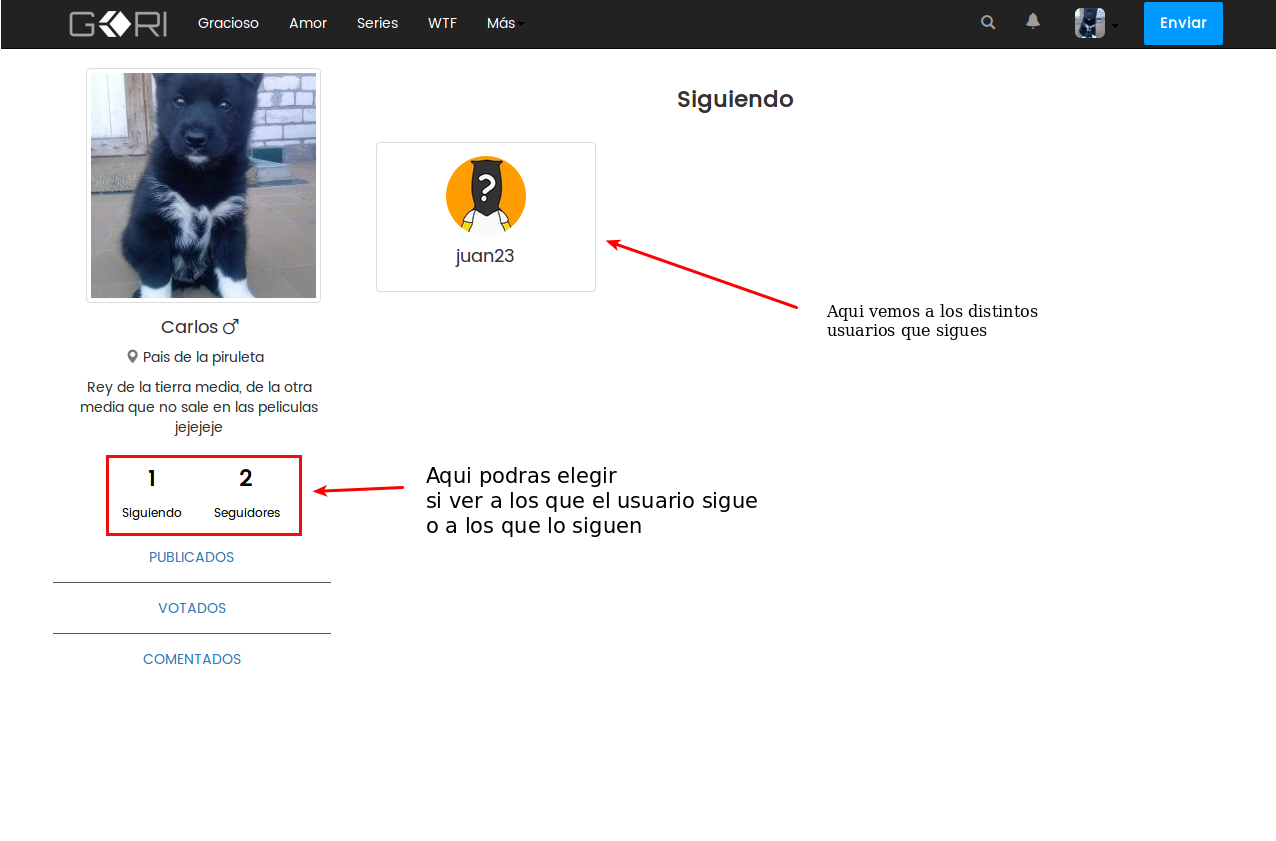 GORI Gracioso Amor Series WTF Más Enviar
Siguiendo
?
juan23
Aqui vemos a los distintos
usuarios que sigues
Carlos
Pais de la piruleta
Rey de la tierra media, de la otra
media que no sale en las peliculas
jejejeje
1 2
Siguiendo Seguidores
Aqui podras elegir
si ver a los que el usuario sigue
o a los que lo siguen
PUBLICADOS
VOTADOS
COMENTADOS